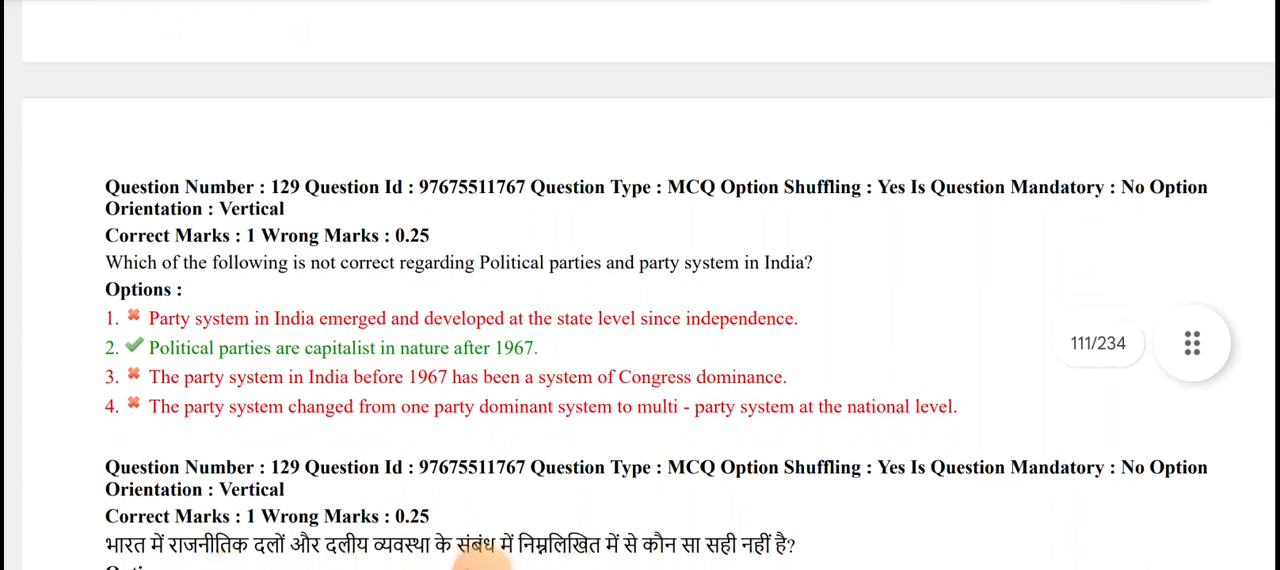 Question Number : 129 Question Id : 97675511767 Question Type : MCQ Option Shuffling : Yes Is Question Mandatory : No Option
Orientation : Vertical
Correct Marks : 1 Wrong Marks : 0.25
Which of the following is not correct regarding Political parties and party system in India?
Options :
1. Party system in India emerged and developed at the state level since independence.
2. Political parties are capitalist in nature after 1967.
3. The party system in India before 1967 has been a system of Congress dominance.
4. The party system changed from one party dominant system to multi - party system at the national level.
111/234
Question Number : 129 Question Id : 97675511767 Question Type : MCQ Option Shuffling : Yes Is Question Mandatory : No Option
Orientation : Vertical
Correct Marks : 1 Wrong Marks : 0.25
भारत में राजनीतिक दलों और दलीय व्यवस्था के संबंध में निम्नलिखित में से कौन सा सही नहीं है?